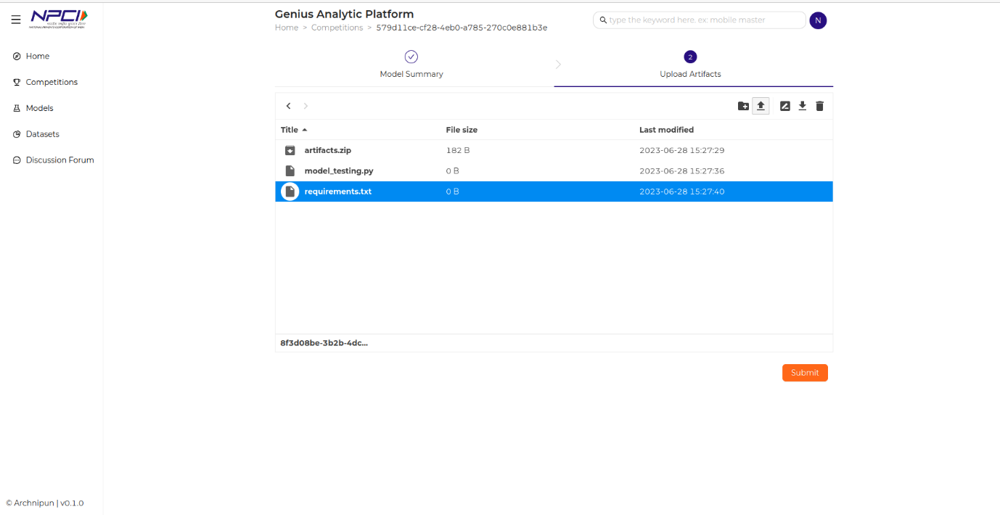 NPCI
Genius Analytic Platform
Home > Competitions > 579d11ce-cf28-4eb0-a785-270c0e881b3e
type the keyword here. ex: mobile master
N
Home
Competitions
Models
Datasets
Discussion Forum
2
Model Summary
Upload Artifacts
Title File size Last modified
artifacts.zip 182 B 2023-06-28 15:27:29
model_testing.py 0 B 2023-06-28 15:27:36
requirements.txt 0 B 2023-06-28 15:27:40
8f3d08be-3b2b-4dc...
Submit
© Archnipun | v0.1.0